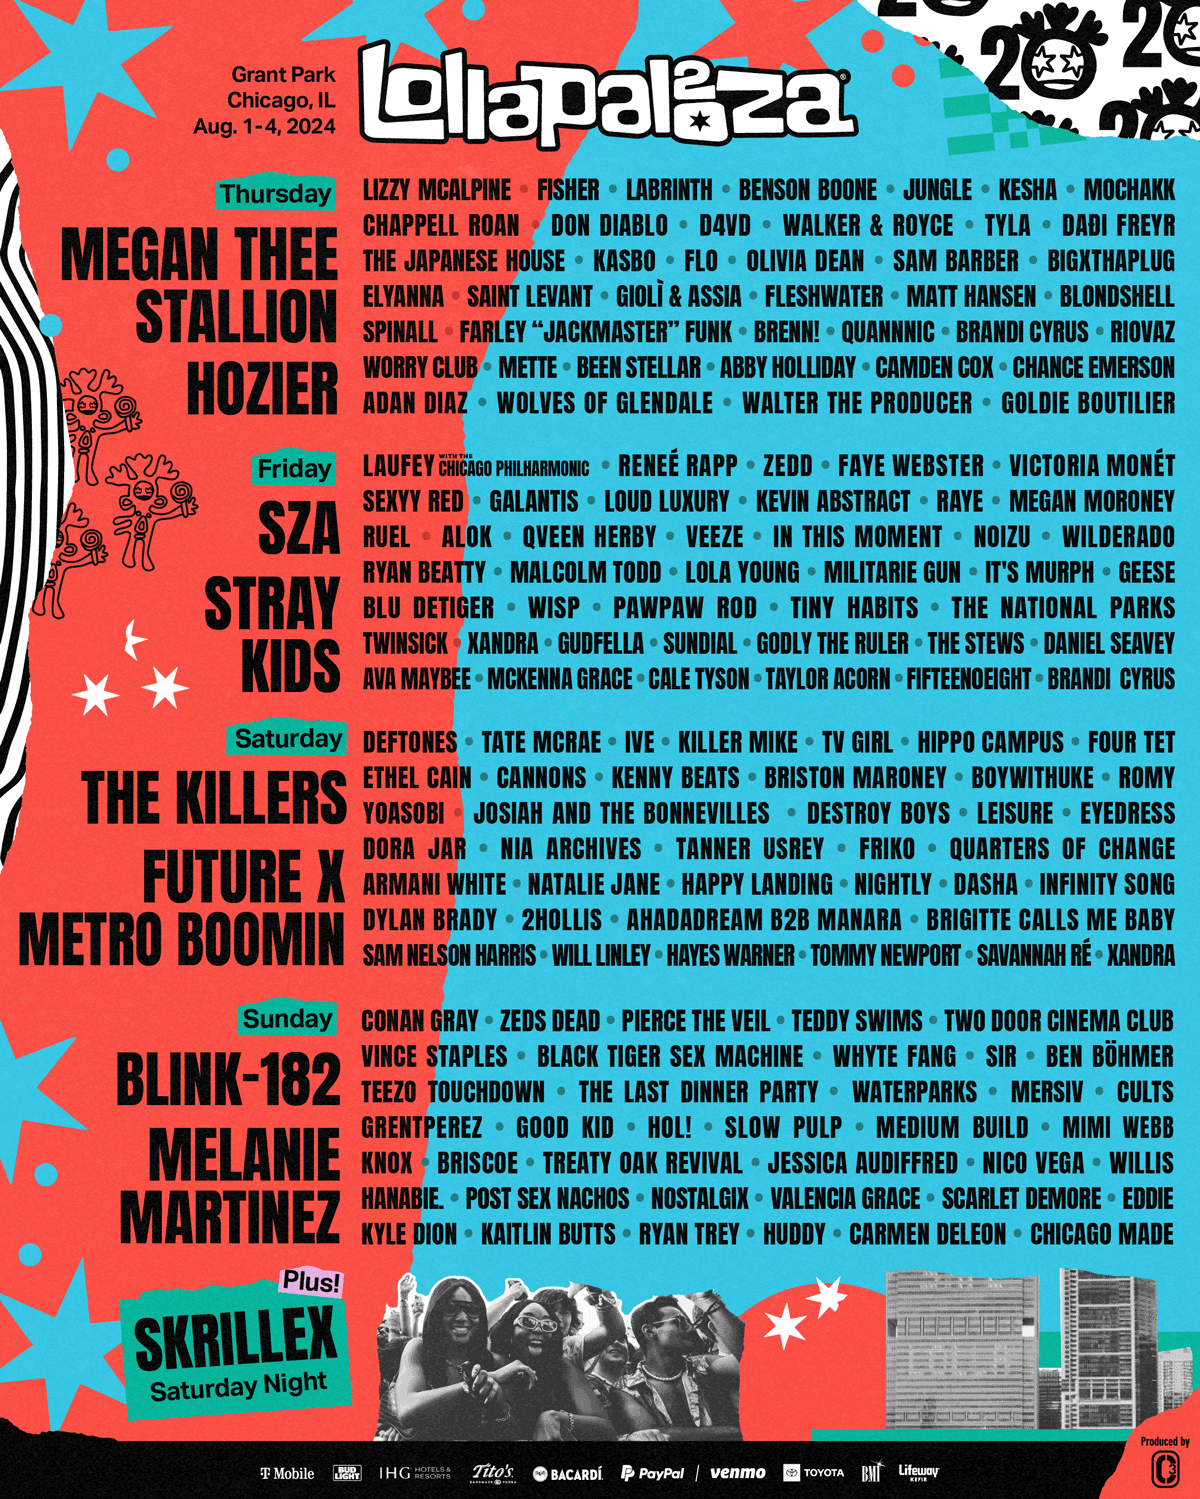 Grant Park
Chicago, IL
Aug. 1-4, 2024
Lollapalooza
20
20
20
20
Thursday
MEGAN THEE
STALLION
HOZIER
LIZZY MCALPINE • FISHER • LABRINTH • BENSON BOONE • JUNGLE • KESHA • MOCHAKK
CHAPPELL ROAN • DON DIABLO • D4VD • WALKER & ROYCE • TYLA • DAÐI FREYR
THE JAPANESE HOUSE • KASBO • FLO • OLIVIA DEAN • SAM BARBER • BIGXTHAPLUG
ELYANNA • SAINT LEVANT • GIOLÌ & ASSIA • FLESHWATER • MATT HANSEN • BLONDSHELL
SPINALL • FARLEY “JACKMASTER” FUNK • BRENN! • QUANNNIC • BRANDI CYRUS • RIOVAZ
WORRY CLUB • METTE • BEEN STELLAR • ABBY HOLLIDAY • CAMDEN COX • CHANCE EMERSON
ADAN DIAZ • WOLVES OF GLENDALE • WALTER THE PRODUCER • GOLDIE BOUTILIER
Friday
SZA
STRAY
KIDS
LAUFEY WITH THE CHICAGO PHILHARMONIC • RENEÉ RAPP • ZEDD • FAYE WEBSTER • VICTORIA MONÉT
SEXYY RED • GALANTIS • LOUD LUXURY • KEVIN ABSTRACT • RAYE • MEGAN MORONEY
RUEL • ALOK • QVEEN HERBY • VEEZE • IN THIS MOMENT • NOIZU • WILDERADO
RYAN BEATTY • MALCOLM TODD • LOLA YOUNG • MILITARIE GUN • IT'S MURPH • GEESE
BLU DETIGER • WISP • PAWPAW ROD • TINY HABITS • THE NATIONAL PARKS
TWINSICK • XANDRA • GUDFELLA • SUNDIAL • GODLY THE RULER • THE STEWS • DANIEL SEAVEY
AVA MAYBEE • MCKENNA GRACE • CALE TYSON • TAYLOR ACORN • FIFTEENOEIGHT • BRANDI CYRUS
Saturday
THE KILLERS
FUTURE X
METRO BOOMIN
DEFTONES • TATE MCRAE • IVE • KILLER MIKE • TV GIRL • HIPPO CAMPUS • FOUR TET
ETHEL CAIN • CANNONS • KENNY BEATS • BRISTON MARONEY • BOYWITHUKE • ROMY
YOASOBI • JOSIAH AND THE BONNEVILLES • DESTROY BOYS • LEISURE • EYEDRESS
DORA JAR • NIA ARCHIVES • TANNER USREY • FRIKO • QUARTERS OF CHANGE
ARMANI WHITE • NATALIE JANE • HAPPY LANDING • NIGHTLY • DASHA • INFINITY SONG
DYLAN BRADY • 2HOLLIS • AHADADREAM B2B MANARA • BRIGITTE CALLS ME BABY
SAM NELSON HARRIS • WILL LINLEY • HAYES WARNER • TOMMY NEWPORT • SAVANNAH RÉ • XANDRA
Sunday
BLINK-182
MELANIE
MARTINEZ
CONAN GRAY • ZEDS DEAD • PIERCE THE VEIL • TEDDY SWIMS • TWO DOOR CINEMA CLUB
VINCE STAPLES • BLACK TIGER SEX MACHINE • WHYTE FANG • SIR • BEN BÖHMER
TEEZO TOUCHDOWN • THE LAST DINNER PARTY • WATERPARKS • MERSIV • CULTS
GRENTPEREZ • GOOD KID • HOL! • SLOW PULP • MEDIUM BUILD • MIMI WEBB
KNOX • BRISCOE • TREATY OAK REVIVAL • JESSICA AUDIFFRED • NICO VEGA • WILLIS
HANABIE. • POST SEX NACHOS • NOSTALGIX • VALENCIA GRACE • SCARLET DEMORE • EDDIE
KYLE DION • KAITLIN BUTTS • RYAN TREY • HUDDY • CARMEN DELEON • CHICAGO MADE
Plus!
SKRILLEX
Saturday Night
T Mobile BUD LIGHT IHG HOTELS & RESORTS Tito's HANDMADE VODKA BACARDÍ PayPal venmo TOYOTA BMI Lifeway KEFIR
Produced by
C3